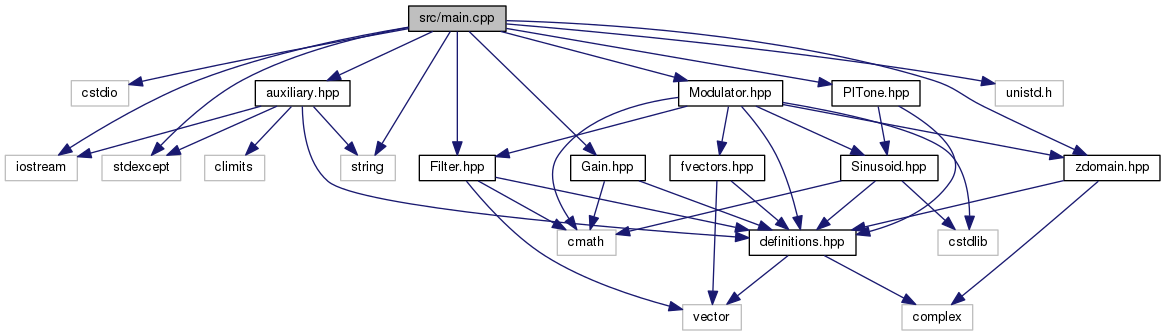 src/main.cpp
cstdio
auxiliary.hpp
Modulator.hpp
PITone.hpp
unistd.h
iostream
stdexcept
climits
string
Filter.hpp
Gain.hpp
fvectors.hpp
Sinusoid.hpp
zdomain.hpp
cmath
definitions.hpp
cstdlib
vector
complex